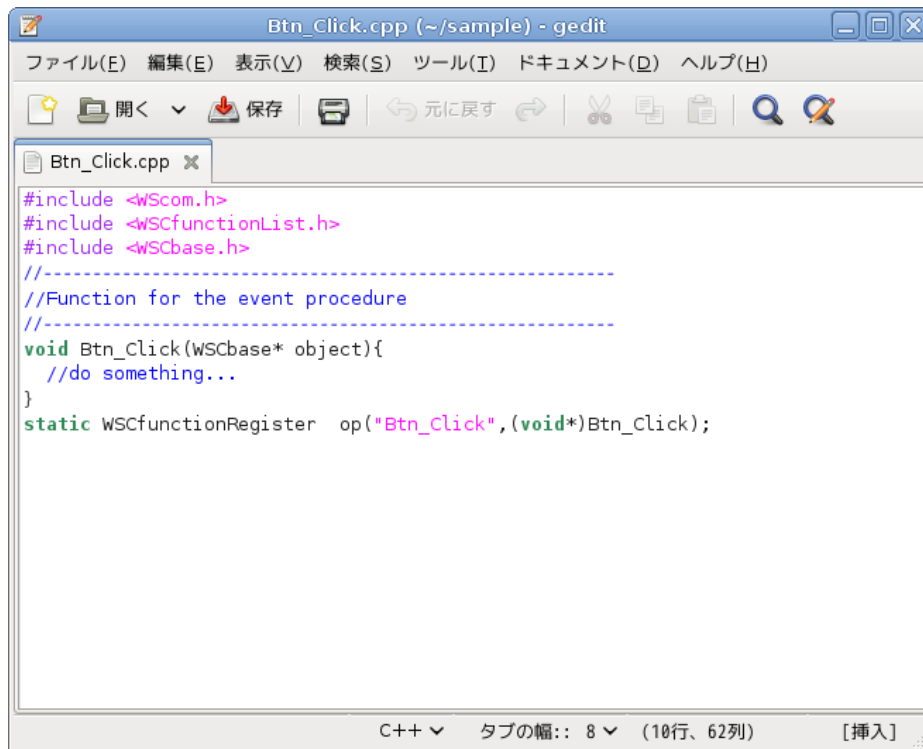 Btn_Click.cpp (~/sample) - gedit
ファイル(F) 編集(E) 表示(V) 検索(S) ツール(T) ドキュメント(D) ヘルプ(H)
開く 保存 元に戻す
Btn_Click.cpp
#include <WScom.h>
#include <WSCfunctionList.h>
#include <WSCbase.h>
//----------------------------------------------------------
//Function for the event procedure
//----------------------------------------------------------
void Btn_Click(WSCbase* object){
  //do something...
}
static WSCfunctionRegister  op("Btn_Click",(void*)Btn_Click);
C++ タブの幅:: 8 (10行、62列) [挿入]